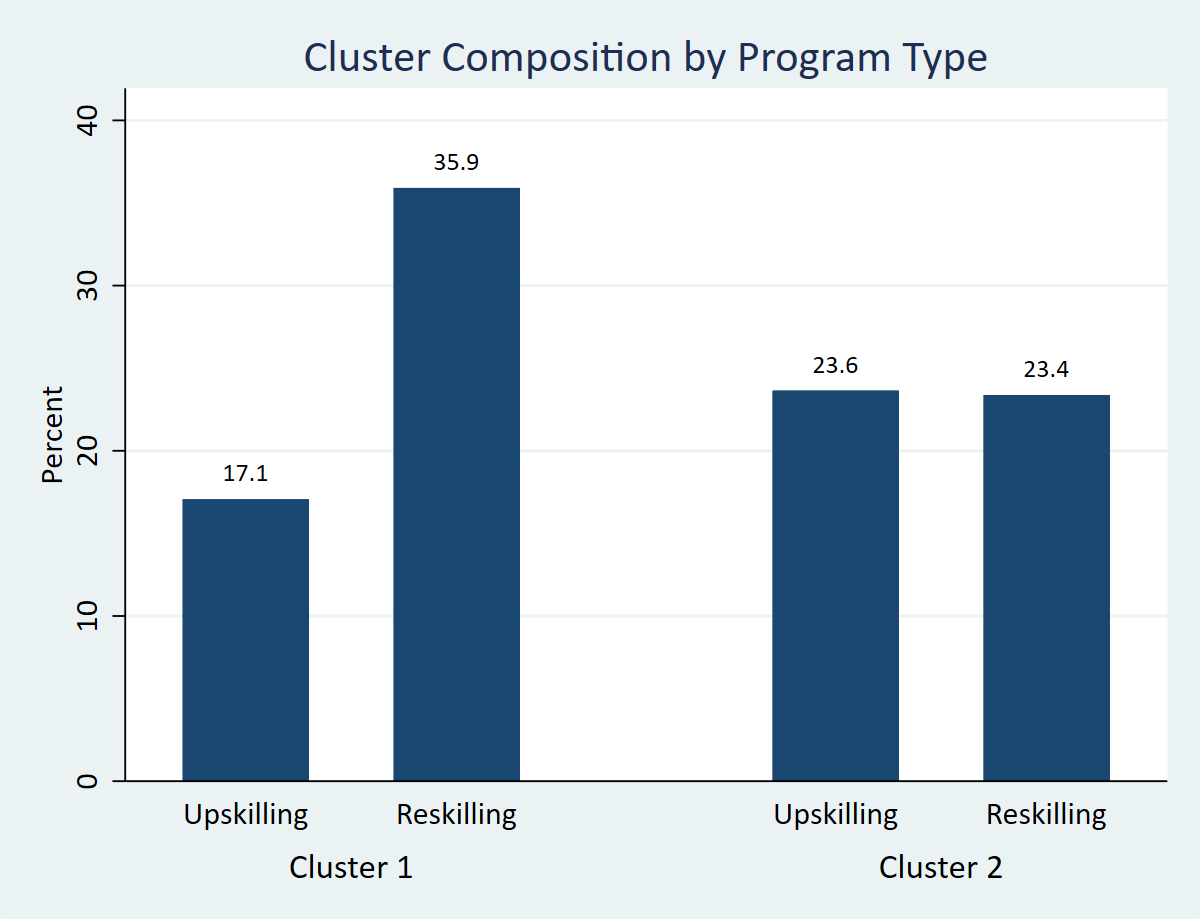 Cluster Composition by Program Type
Percent
40
30
20
10
0
35.9
17.1
23.6
23.4
Upskilling Reskilling Upskilling Reskilling
Cluster 1 Cluster 2